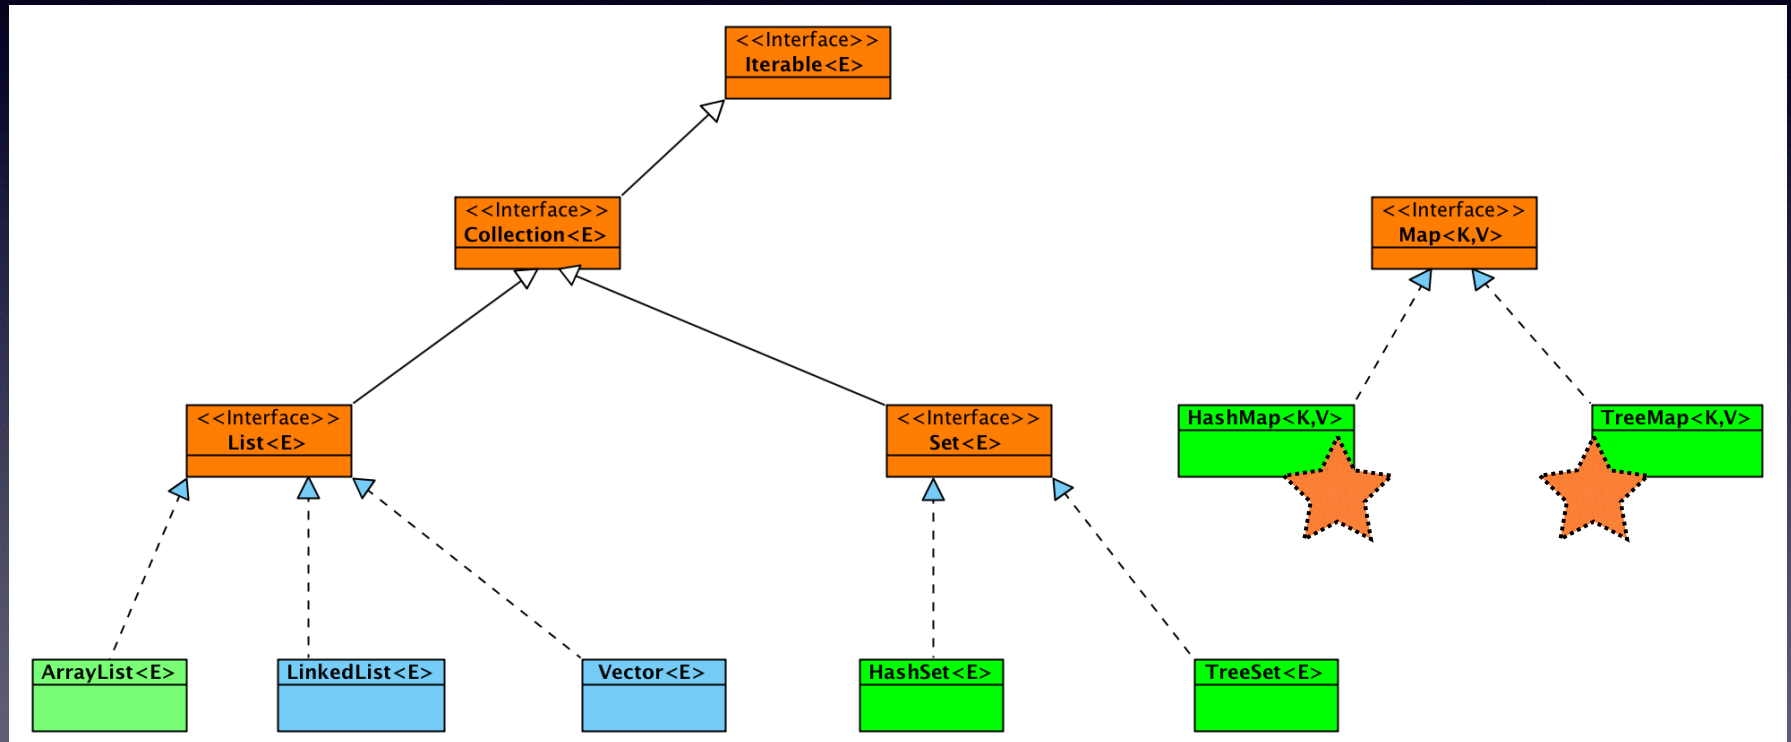 <<Interface>>
Iterable<E>
<<Interface>>
Collection<E>
<<Interface>>
Map<K,V>
<<Interface>>
List<E>
<<Interface>>
Set<E>
HashMap<K,V>
TreeMap<K,V>
ArrayList<E>
LinkedList<E>
Vector<E>
HashSet<E>
TreeSet<E>